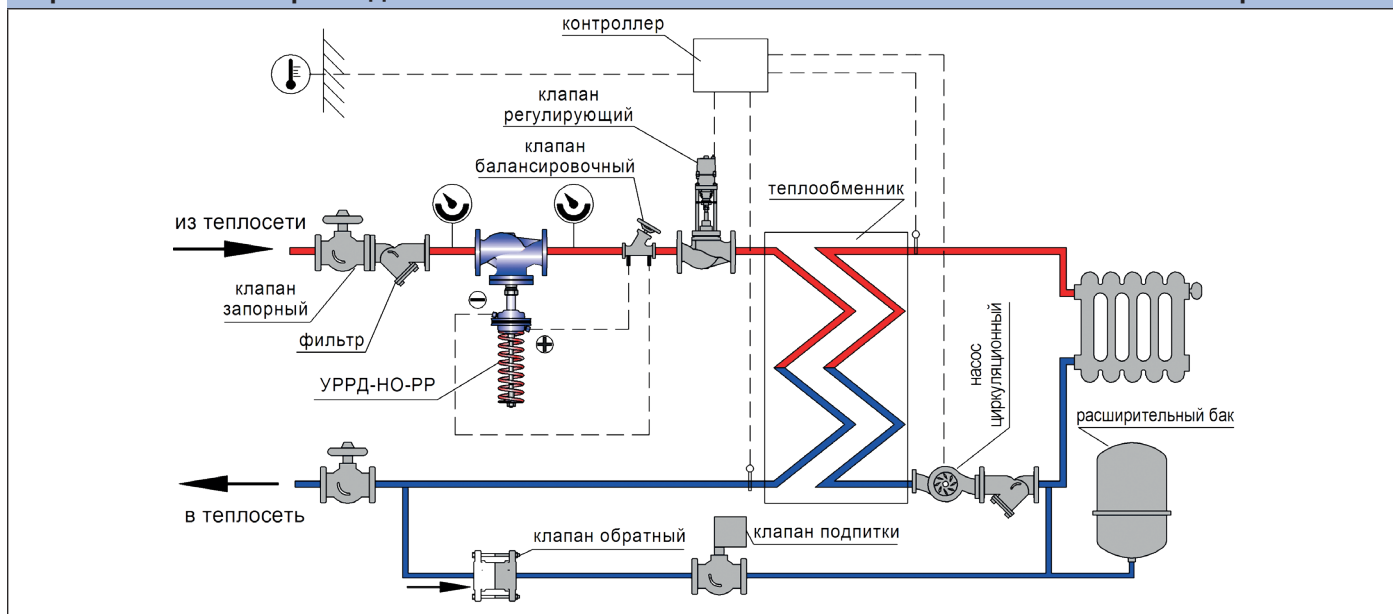 контроллер
клапан
регулирующий
клапан
балансировочный
теплообменник
из теплосети
клапан
запорный
фильтр
УРРД-НО-РР
насос
циркуляционный
расширительный бак
в теплосеть
клапан обратный
клапан подпитки